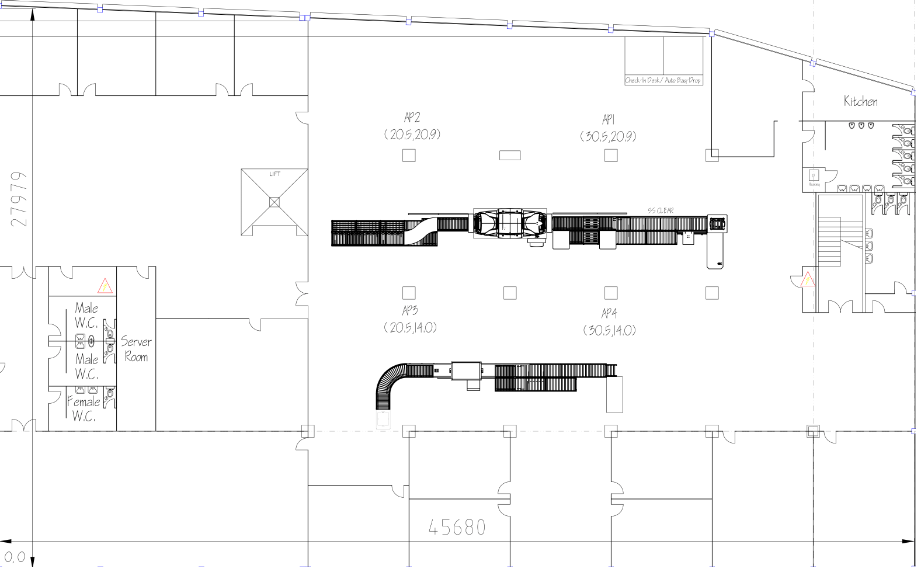 Check-In Kiosk/ Auto Bag Drop
Kitchen
AP2
(20.5,20.9)
AP1
(30.5,20.9)
27979
LIFT
SS CLEAR
AP3
(20.5,14.0)
AP4
(30.5,14.0)
Male
W.C.
Server
Room
Male
W.C.
Female
W.C.
45680
0,0